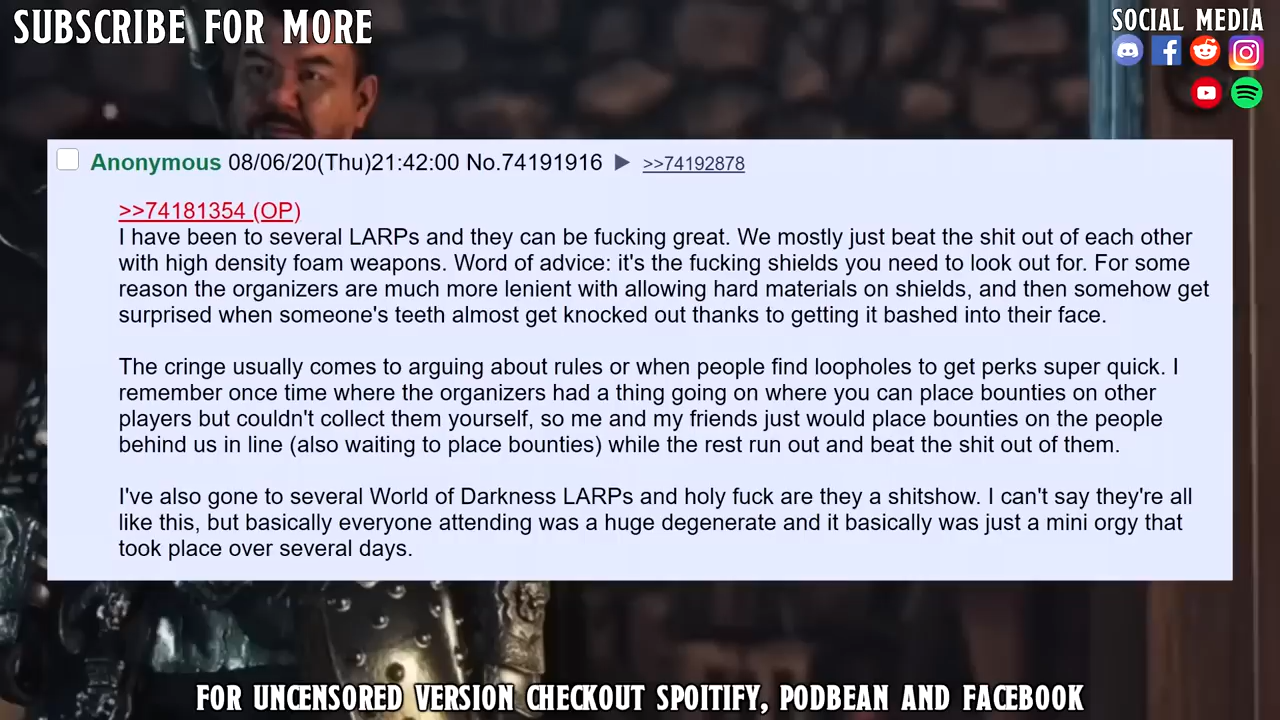 SUBSCRIBE FOR MORE
SOCIAL MEDIA
Anonymous 08/06/20(Thu)21:42:00 No.74191916 ▶ >>74192878
>>74181354 (OP)
I have been to several LARPs and they can be fucking great. We mostly just beat the shit out of each other
with high density foam weapons. Word of advice: it's the fucking shields you need to look out for. For some
reason the organizers are much more lenient with allowing hard materials on shields, and then somehow get
surprised when someone's teeth almost get knocked out thanks to getting it bashed into their face.
The cringe usually comes to arguing about rules or when people find loopholes to get perks super quick. I
remember once time where the organizers had a thing going on where you can place bounties on other
players but couldn't collect them yourself, so me and my friends just would place bounties on the people
behind us in line (also waiting to place bounties) while the rest run out and beat the shit out of them.
I've also gone to several World of Darkness LARPs and holy fuck are they a shitshow. I can't say they're all
like this, but basically everyone attending was a huge degenerate and it basically was just a mini orgy that
took place over several days.
FOR UNCENSORED VERSION CHECKOUT SPOITIFY, PODBEAN AND FACEBOOK